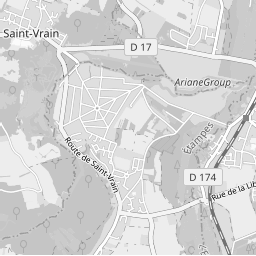 Saint-Vrain
D 17
ArianeGroup
Étampes
Route de Saint-Vrain
D 174
Rue de la Lib